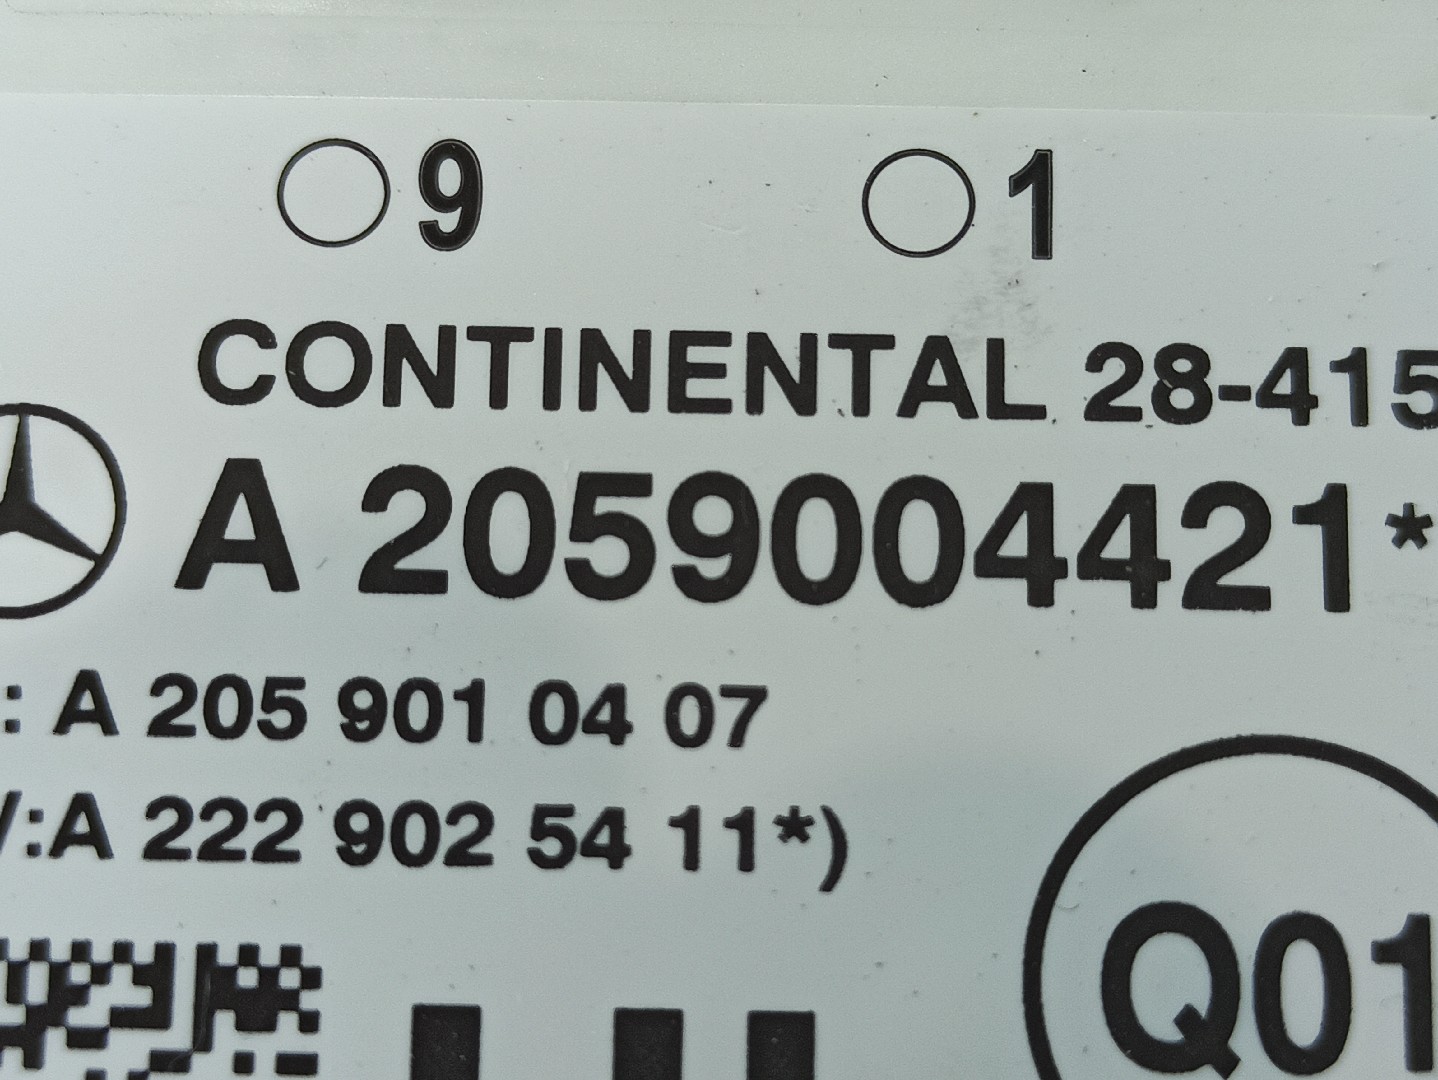 9 1
CONTINENTAL 28-415
A 2059004421*
: A 205 901 04 07
/:A 222 902 54 11*)
Q01